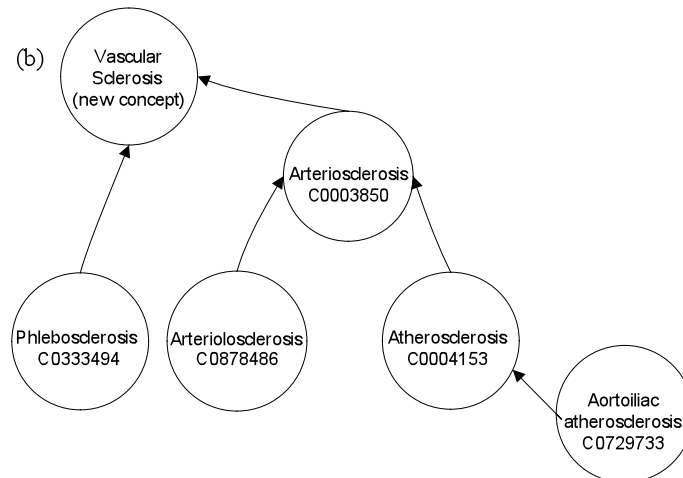 (b)
Vascular
Sclerosis
(new concept)
Arteriosclerosis
C0003850
Phlebosclerosis
C0333494
Arteriolosclerosis
C0878486
Atherosclerosis
C0004153
Aortoiliac
atherosclerosis
C0729733